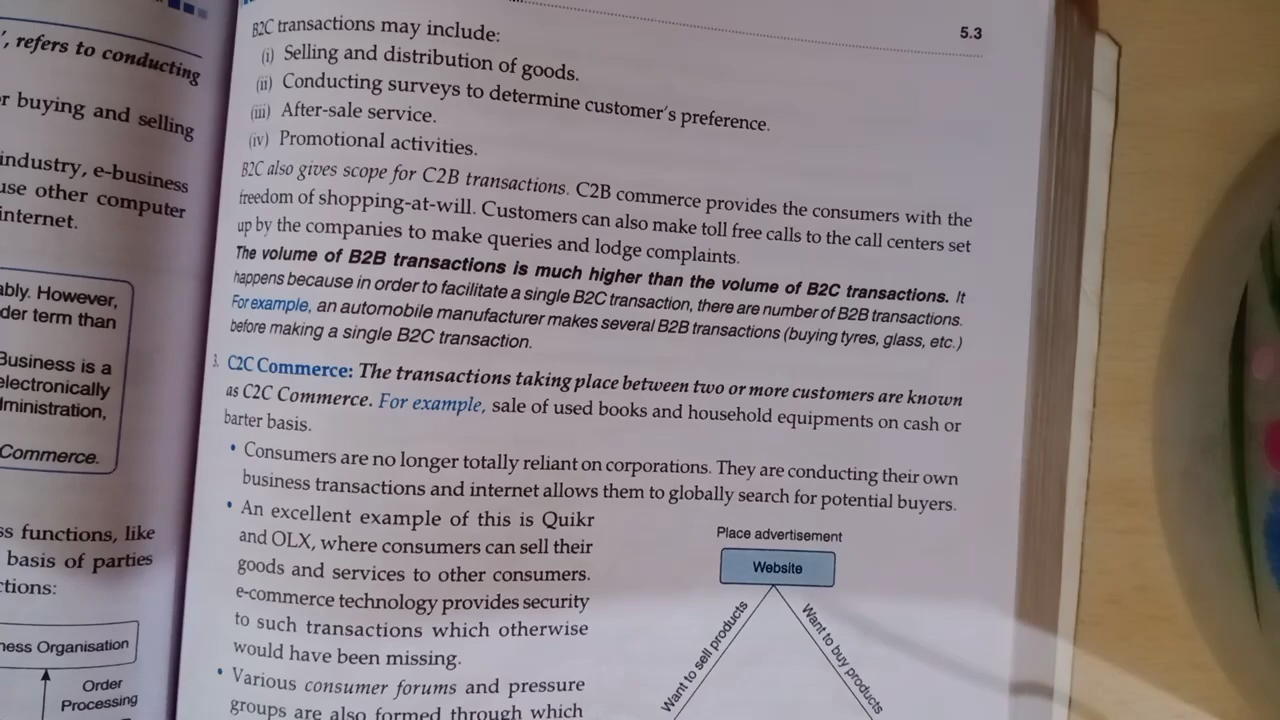 ', refers to conducting
r buying and selling
industry, e-business
use other computer
internet.
ably. However,
der term than
Business is a
electronically
dministration,
Commerce.
ss functions, like
basis of parties
ctions:
ness Organisation
Order
Processing
5.3
B2C transactions may include:
(i) Selling and distribution of goods.
(ii) Conducting surveys to determine customer's preference.
(iii) After-sale service.
(iv) Promotional activities.
B2C also gives scope for C2B transactions. C2B commerce provides the consumers with the
freedom of shopping-at-will. Customers can also make toll free calls to the call centers set
up by the companies to make queries and lodge complaints.
The volume of B2B transactions is much higher than the volume of B2C transactions. It
happens because in order to facilitate a single B2C transaction, there are number of B2B transactions.
For example, an automobile manufacturer makes several B2B transactions (buying tyres, glass, etc.)
before making a single B2C transaction.
3. C2C Commerce: The transactions taking place between two or more customers are known
as C2C Commerce. For example, sale of used books and household equipments on cash or
barter basis.
• Consumers are no longer totally reliant on corporations. They are conducting their own
business transactions and internet allows them to globally search for potential buyers.
• An excellent example of this is Quikr
and OLX, where consumers can sell their
goods and services to other consumers.
e-commerce technology provides security
to such transactions which otherwise
would have been missing.
• Various consumer forums and pressure
groups are also formed through which
Place advertisement
Website
Want to sell products
Want to buy products